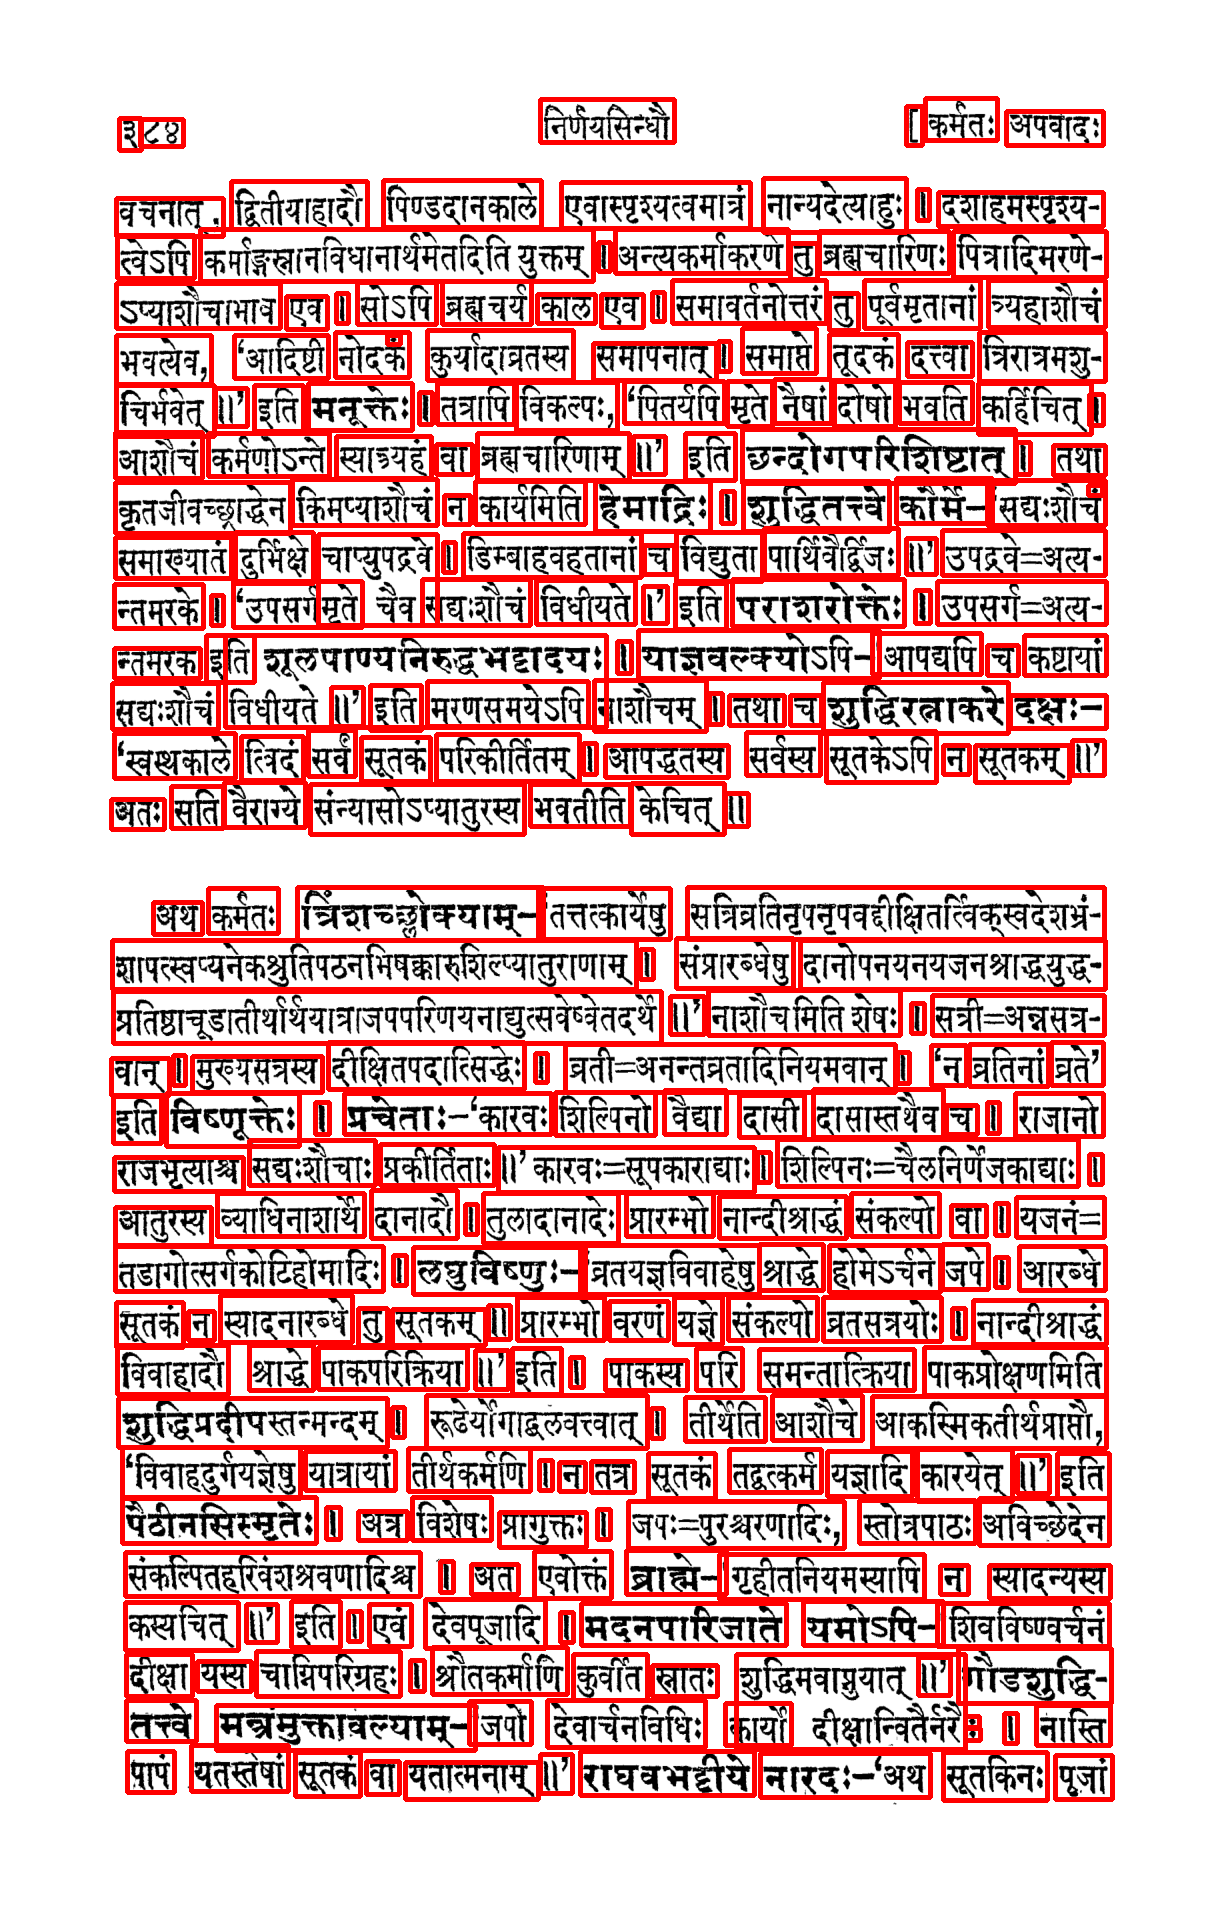 ३८४ निर्णयसिन्धौ [ कर्मतः अपवादः
वचनात्, द्वितीयाहादौ पिण्डदानकाले एवास्पृश्यत्वमात्रं नान्यदेत्याहुः । दशाहमस्पृश्य-
त्वेऽपि कर्माङ्गस्नानविधानार्थमेतदिति युक्तम् । अन्त्यकर्माकरणे तु ब्रह्मचारिणः पित्रादिमरणे-
ऽप्याशौचाभाव एव । सोऽपि ब्रह्मचर्य काल एव । समावर्तनोत्तरं तु पूर्वमृतानां त्र्यहाशौचं
भवत्येव, ‘आदिष्टी नोदकं कुर्यादाव्रतस्य समापनात् । समाप्ते तूदकं दत्त्वा त्रिरात्रमशु-
चिर्भवेत् ॥’ इति मनूक्तेः । तत्रापि विकल्पः, ‘पितर्यपि मृते नैषां दोषो भवति कर्हिचित् ।
आशौचं कर्मणोऽन्ते स्यात्र्यहं वा ब्रह्मचारिणाम् ॥’ इति छन्दोगपरिशिष्टात् । तथा
कृतजीवच्छ्राद्धेन किमप्याशौचं न कार्यमिति हेमाद्रिः । शुद्धितत्त्वे कौर्मे–‘सद्यःशौचं
समाख्यातं दुर्भिक्षे चाप्युपद्रवे । डिम्बाहवहतानां च विद्युता पार्थिवैर्द्विजः ॥’ उपद्रवे=अत्य-
न्तमरके । ‘उपसर्गमृते चैव सद्यःशौचं विधीयते ।’ इति पराशरोक्तेः । उपसर्ग=अत्य-
न्तमरक इति शूलपाण्यनिरुद्धभट्टादयः । याज्ञवल्क्योऽपि–‘आपद्यपि च कष्टायां
सद्यःशौचं विधीयते ॥’ इति मरणसमयेऽपि नाशौचम् । तथा च शुद्धिरत्नाकरे दक्षः–
‘स्वस्थकाले त्विदं सर्वं सूतकं परिकीर्तितम् । आपद्धतस्य सर्वस्य सूतकेऽपि न सूतकम् ॥’
अतः सति वैराग्ये संन्यासोऽप्यातुरस्य भवतीति केचित् ॥
अथ कर्मतः त्रिंशच्छ्लोक्याम्–‘तत्तत्कार्येषु सत्रिव्रतिनृपनृपवद्दीक्षितर्त्विक्स्वदेशभ्रं-
शापत्स्वप्यनेकश्रुतिपठनभिषक्कारुशिल्प्यातुराणाम् । संप्रारब्धेषु दानोपनयनयजनश्राद्धयुद्ध-
प्रतिष्ठाचूडातीर्थार्थयात्राजपपरिणयनाद्युत्सवेष्वेतदर्थे ॥’ नाशौचमिति शेषः । सत्री=अन्नसत्र-
वान् । मुख्यसत्रस्य दीक्षितपदात्सिद्धेः । व्रती=अनन्तव्रतादिनियमवान् । ‘न व्रतिनां व्रते’
इति विष्णूक्तेः । प्रचेताः–‘कारवः शिल्पिनो वैद्या दासी दासास्तथैव च । राजानो
राजभृत्याश्च सद्यःशौचाः प्रकीर्तिताः ॥’ कारवः=सूपकाराद्याः । शिल्पिनः=चैलनिर्णेजकाद्याः ।
आतुरस्य व्याधिनाशार्थे दानादौ । तुलादानादेः प्रारम्भो नान्दीश्राद्धं संकल्पो वा । यजनं=
तडागोत्सर्गकोटिहोमादिः । लघुविष्णुः–‘व्रतयज्ञविवाहेषु श्राद्धे होमेऽर्चने जपे । आरब्धे
सूतकं न स्यादनारब्धे तु सूतकम् ॥ प्रारम्भो वरणं यज्ञे संकल्पो व्रतसत्रयोः । नान्दीश्राद्धं
विवाहादौ श्राद्धे पाकपरिक्रिया ॥’ इति । पाकस्य परि समन्तात्क्रिया पाकप्रोक्षणमिति
शुद्धिप्रदीपस्तन्मन्दम् । रूढेर्योगाद्बलवत्त्वात् । तीर्थेति आशौचे आकस्मिकतीर्थप्राप्तौ,
‘विवाहदुर्गयज्ञेषु यात्रायां तीर्थकर्मणि । न तत्र सूतकं तद्वत्कर्म यज्ञादि कारयेत् ॥’ इति
पैठीनसिस्मृतेः । अत्र विशेषः प्रागुक्तः । जपः=पुरश्चरणादिः, स्तोत्रपाठः अविच्छेदेन
संकल्पितहरिवंशश्रवणादिश्च । अत एवोक्तं ब्राह्मे–‘गृहीतनियमस्यापि न स्यादन्यस्य
कस्यचित् ॥’ इति । एवं देवपूजादि । मदनपारिजाते यमोऽपि–‘शिवविष्ण्वर्चनं
दीक्षा यस्य चाग्निपरिग्रहः । श्रौतकर्माणि कुर्वीत स्नातः शुद्धिमवाप्नुयात् ॥’ गौडशुद्धि-
तत्त्वे मन्त्रमुक्तावल्याम्–‘जपो देवार्चनविधिः कार्यो दीक्षान्वितैर्नरैः । नास्ति
पापं यतस्तेषां सूतकं वा यतात्मनाम् ॥’ राघवभट्टीये नारदः–‘अथ सूतकिनः पूजां